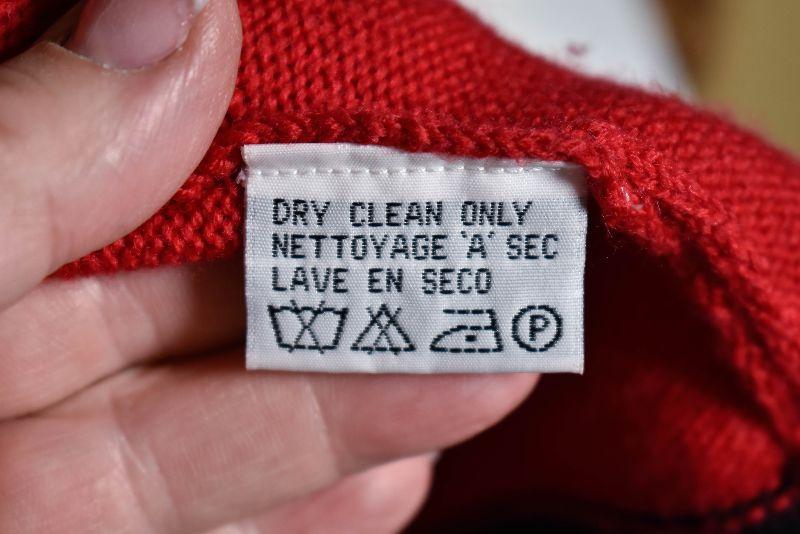 DRY CLEAN ONLY
NETTOYAGE 'A' SEC
LAVE EN SECO
P